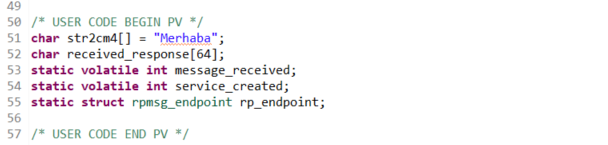 49
50 /* USER CODE BEGIN PV */
51 char str2cm4[] = "Merhaba";
52 char received_response[64];
53 static volatile int message_received;
54 static volatile int service_created;
55 static struct rpmsg_endpoint rp_endpoint;
56
57 /* USER CODE END PV */